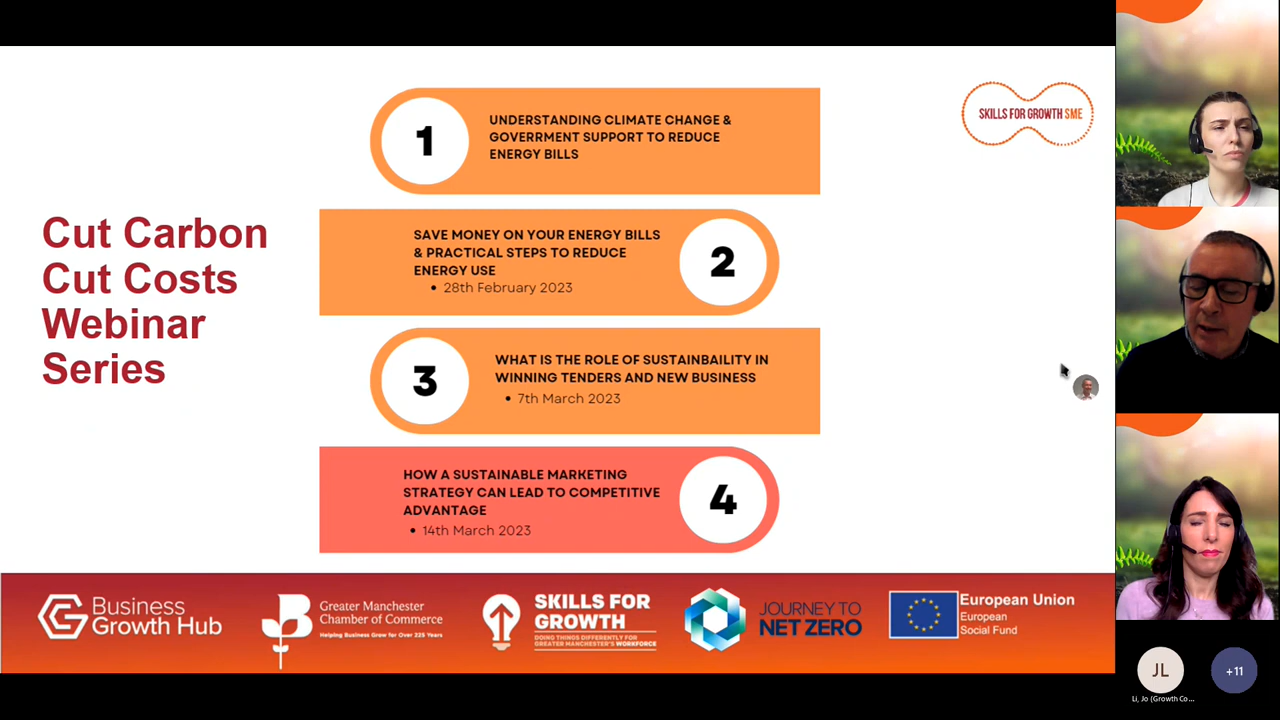 Cut Carbon
Cut Costs
Webinar
Series
1
UNDERSTANDING CLIMATE CHANGE &
GOVERRMENT SUPPORT TO REDUCE
ENERGY BILLS
SAVE MONEY ON YOUR ENERGY BILLS
& PRACTICAL STEPS TO REDUCE
ENERGY USE
• 28th February 2023
2
3
WHAT IS THE ROLE OF SUSTAINBAILITY IN
WINNING TENDERS AND NEW BUSINESS
• 7th March 2023
HOW A SUSTAINABLE MARKETING
STRATEGY CAN LEAD TO COMPETITIVE
ADVANTAGE
• 14th March 2023
4
SKILLS FOR GROWTH SME
Business
Growth Hub
Greater Manchester
Chamber of Commerce
Helping Business Grow for Over 225 Years
SKILLS FOR
GROWTH
DOING THINGS DIFFERENTLY FOR
GREATER MANCHESTER'S WORKFORCE
JOURNEY TO
NET ZERO
European Union
European
Social Fund
JL
Li, Jo (Growth Co...
+11